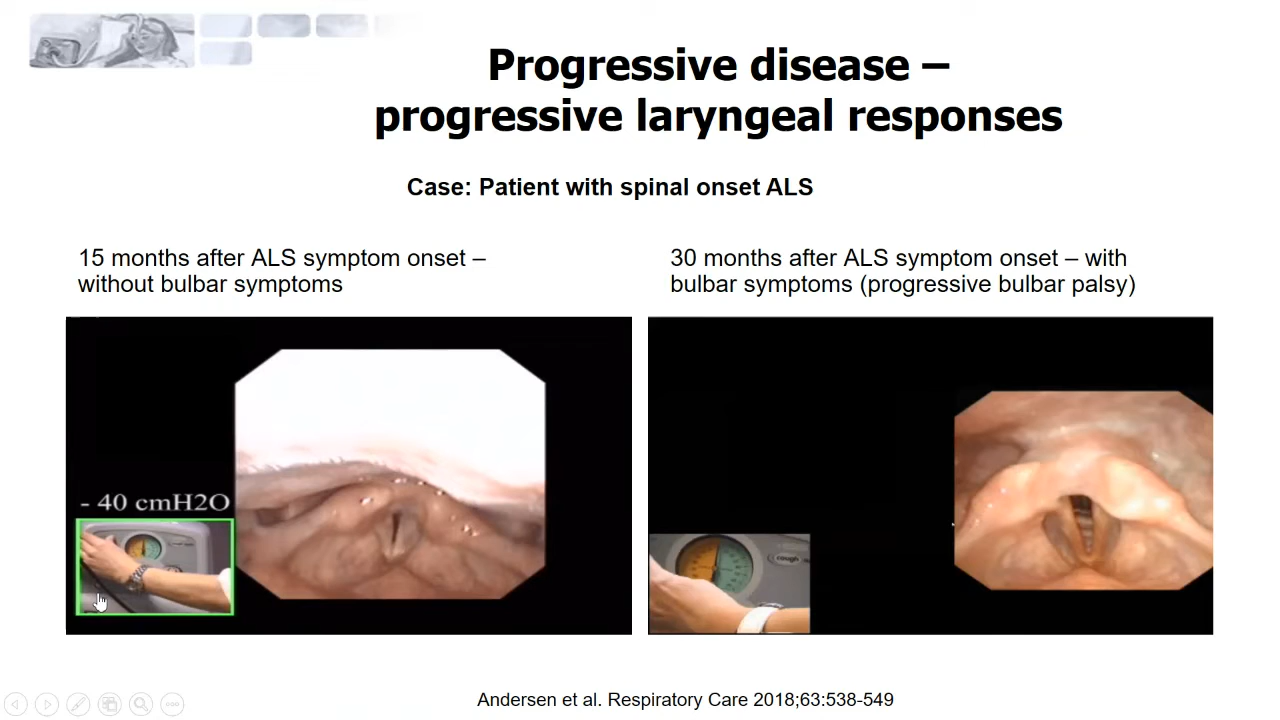 Progressive disease –
progressive laryngeal responses
Case: Patient with spinal onset ALS
15 months after ALS symptom onset –
without bulbar symptoms
30 months after ALS symptom onset – with
bulbar symptoms (progressive bulbar palsy)
- 40 cmH2O
Andersen et al. Respiratory Care 2018;63:538-549